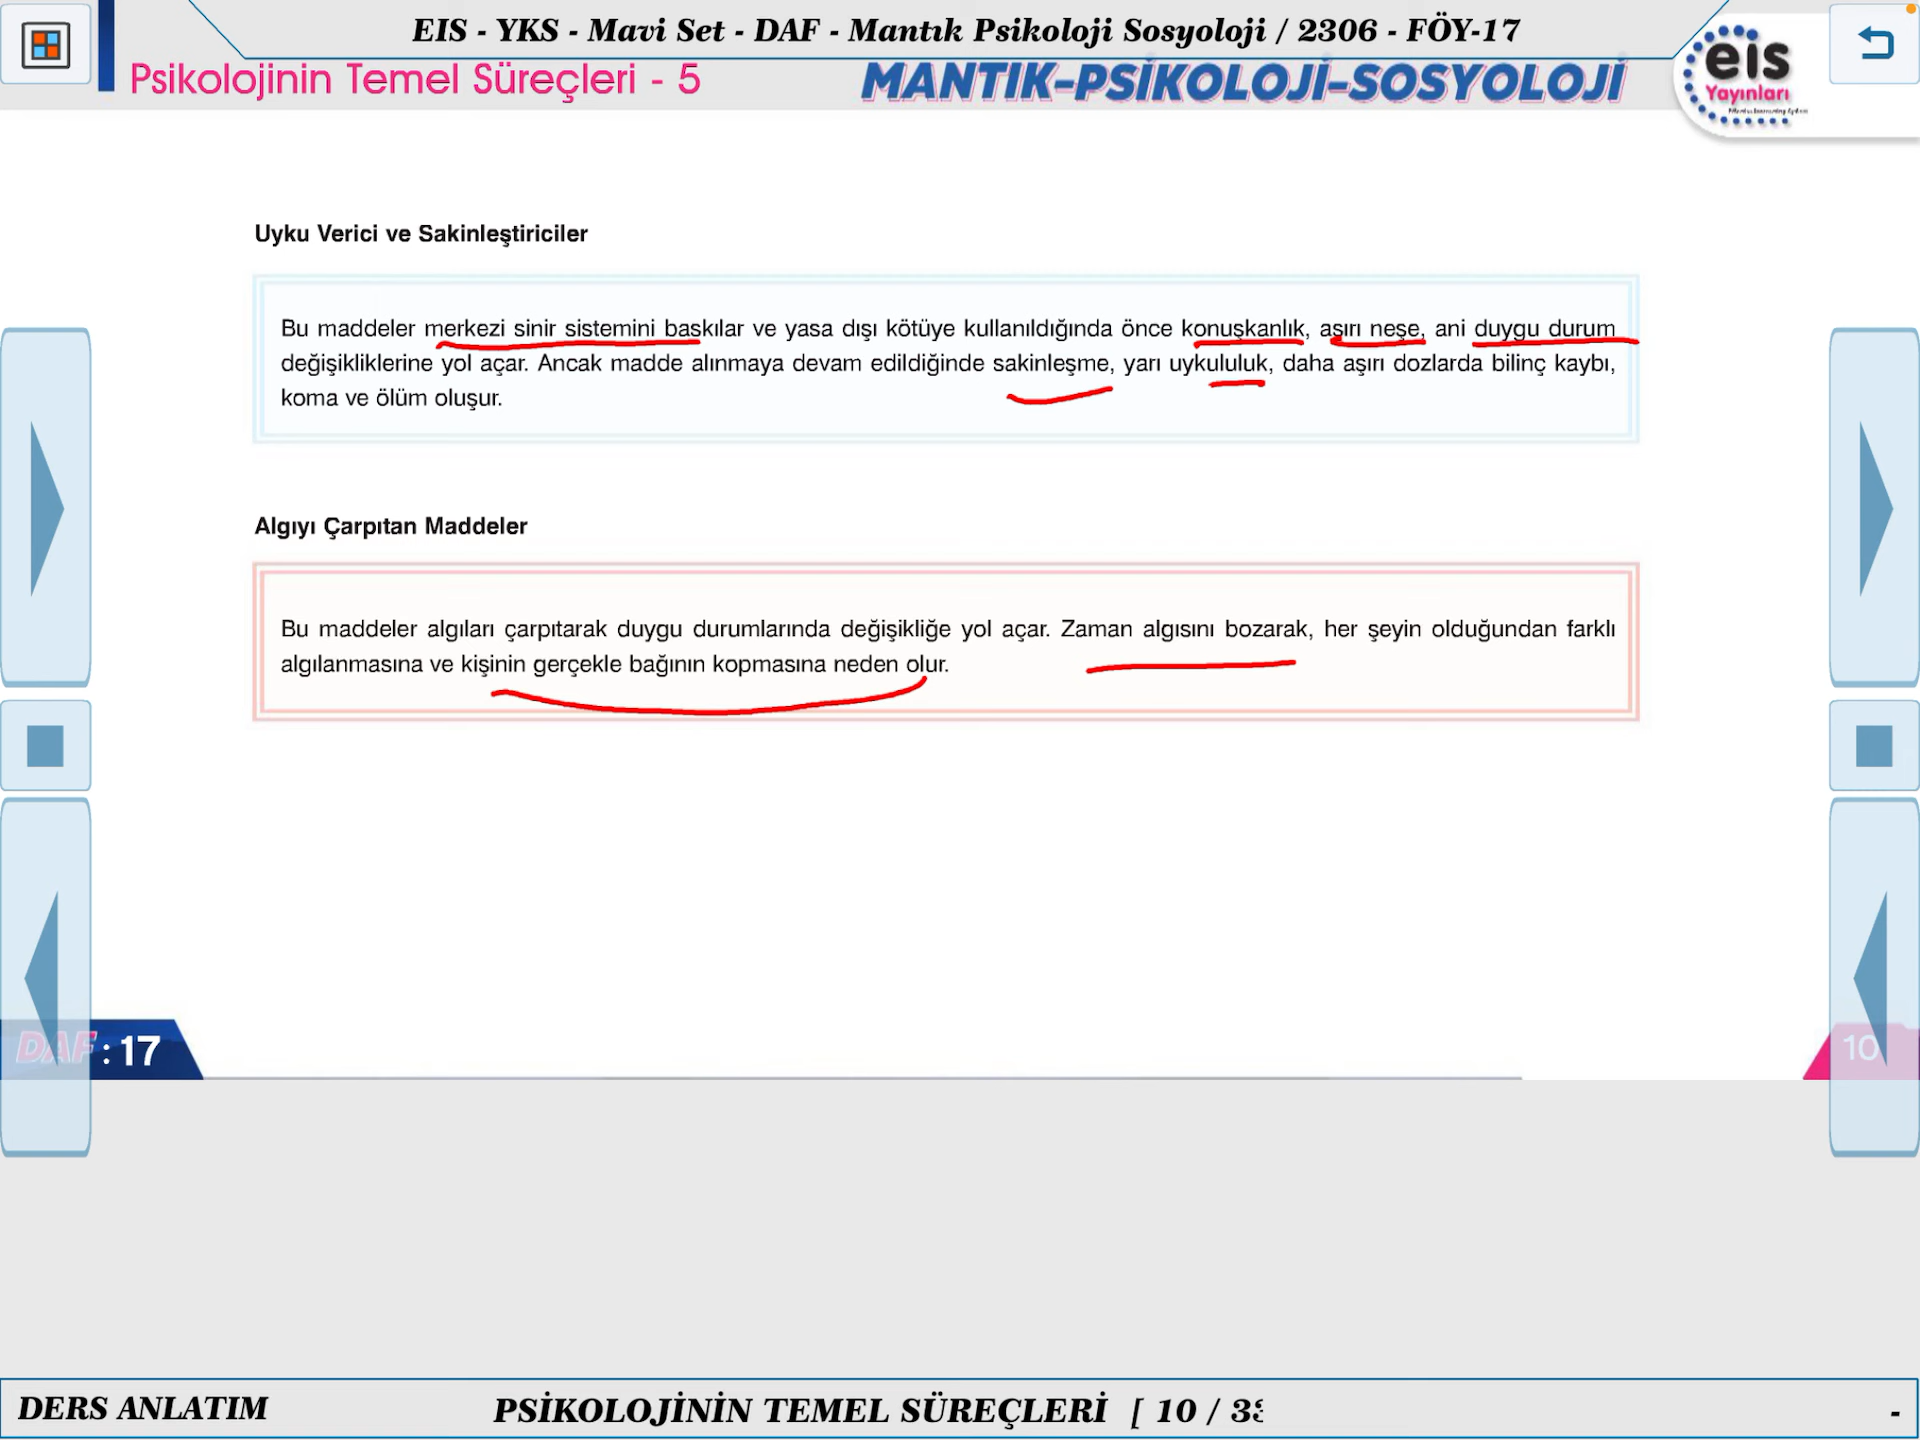 EIS - YKS - Mavi Set - DAF - Mantık Psikoloji Sosyoloji / 2306 - FÖY-17
Psikolojinin Temel Süreçleri - 5
MANTIK-PSİKOLOJİ-SOSYOLOJİ
eis
Yayınları
Uyku Verici ve Sakinleştiriciler
Bu maddeler merkezi sinir sistemini baskılar ve yasa dışı kötüye kullanıldığında önce konuşkanlık, aşırı neşe, ani duygu durum
değişikliklerine yol açar. Ancak madde alınmaya devam edildiğinde sakinleşme, yarı uykululuk, daha aşırı dozlarda bilinç kaybı,
koma ve ölüm oluşur.
Algıyı Çarpıtan Maddeler
Bu maddeler algıları çarpıtarak duygu durumlarında değişikliğe yol açar. Zaman algısını bozarak, her şeyin olduğundan farklı
algılanmasına ve kişinin gerçekle bağının kopmasına neden olur.
DAF : 17
10
DERS ANLATIM
PSİKOLOJİNİN TEMEL SÜREÇLERİ [ 10 / 3
-